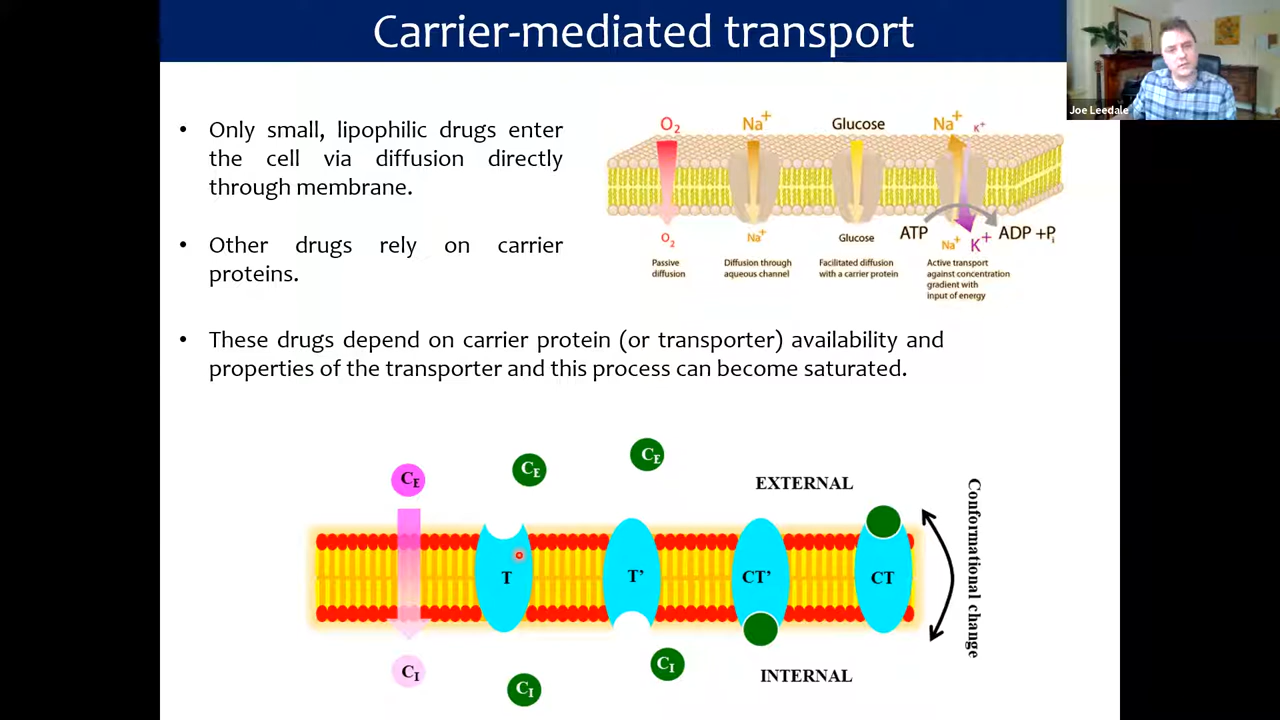 Carrier-mediated transport
Joe Leedale
• Only small, lipophilic drugs enter
the cell via diffusion directly
through membrane.
• Other drugs rely on carrier
proteins.
O2 Na+ Glucose Na+ K+
O2 Na+ Glucose ATP Na+ K+ ADP +Pi
Passive
diffusion
Diffusion through
aqueous channel
Facilitated diffusion
with a carrier protein
Active transport
against concentration
gradient with
input of energy
• These drugs depend on carrier protein (or transporter) availability and
properties of the transporter and this process can become saturated.
CE CE CE
EXTERNAL
T T' CT' CT
Conformational change
CI CI CI
INTERNAL